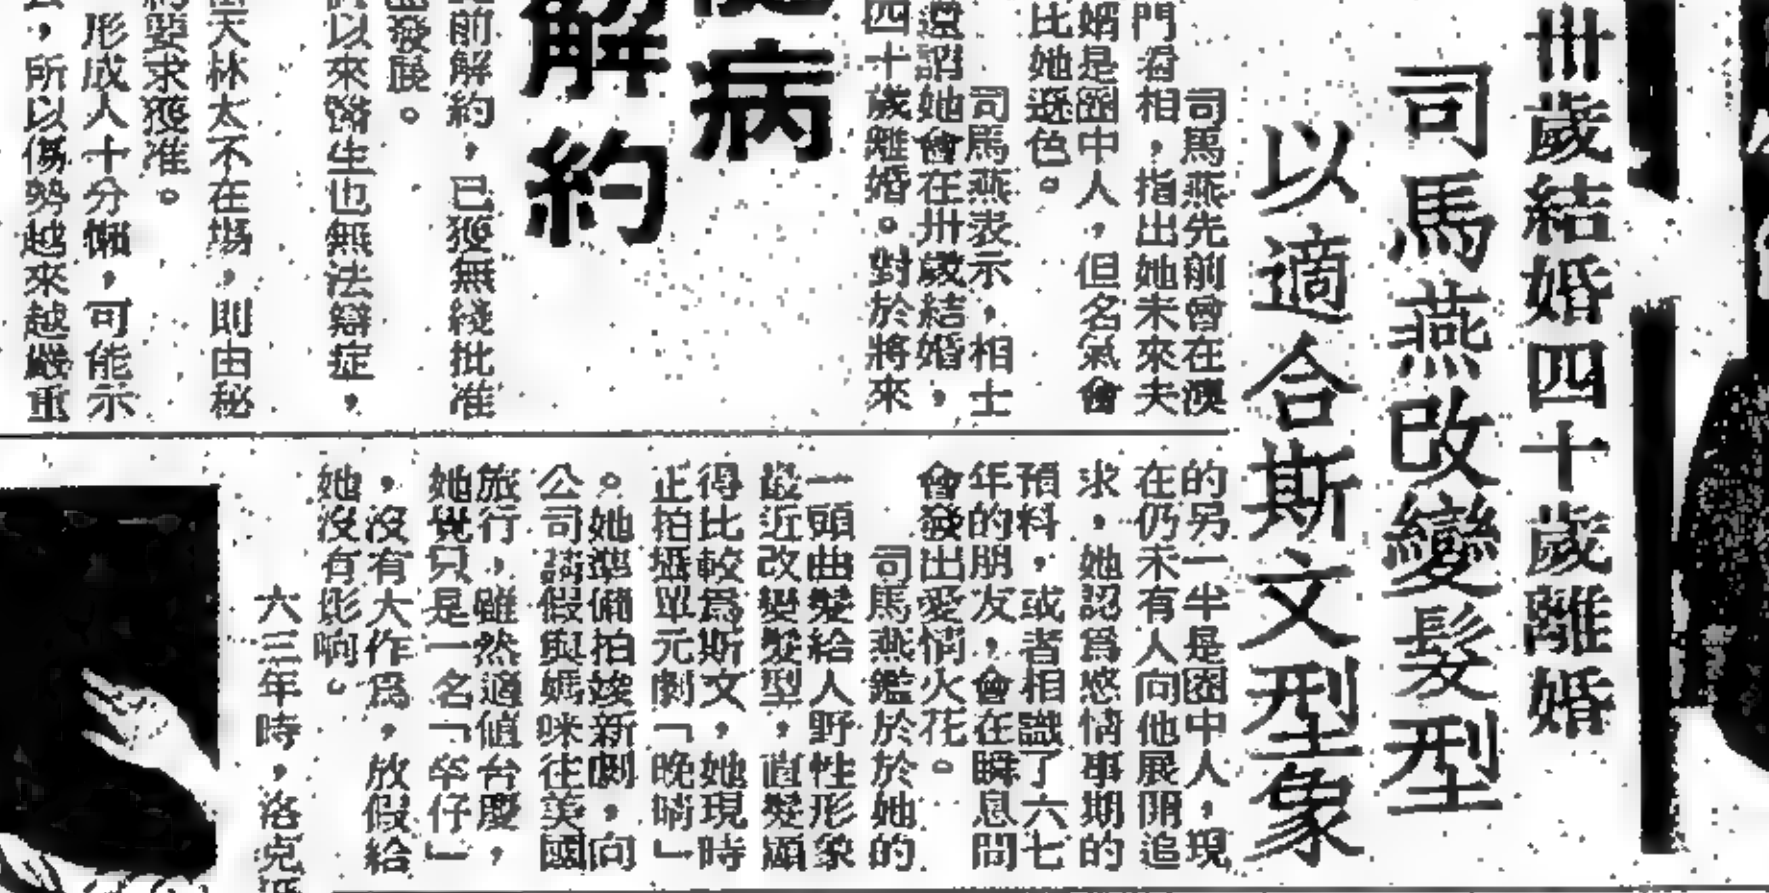 卅歲結婚四十歲離婚
司馬燕改變髮型
以適合斯文型象
司馬燕先前曾在澳
門看相，指出她未來夫
婿是圈中人，但名氣會
比她遜色。
司馬燕表示，相士
還謂她會在卅歲結婚，
四十歲離婚。對於將來
的另一半是圈中人，現
在仍未有人向他展開追
求，她認爲感情事期的
預料，或者相識了六七
年的朋友，會在瞬息間
會發出愛情火花。
司馬燕鑑於於她的
一頭曲髮給人野性形象
最近改變髮型，直髮顯
得比較爲斯文，她現時
正拍攝單元劇「晚晴」
。她準備拍竣新劇，向
公司請假與媽咪往美國
旅行，雖然適値台慶，
她覺只是一名「卒仔」
，沒有大作爲，放假給
她沒有影响。
病
解約
前解約，已獲無綫批准
發展。
以來醫生也無法辯症，
天林太不在場，則由秘
要求獲准。
形成人十分懶，可能示
，所以傷勢越來越嚴重
六三年時，洛克